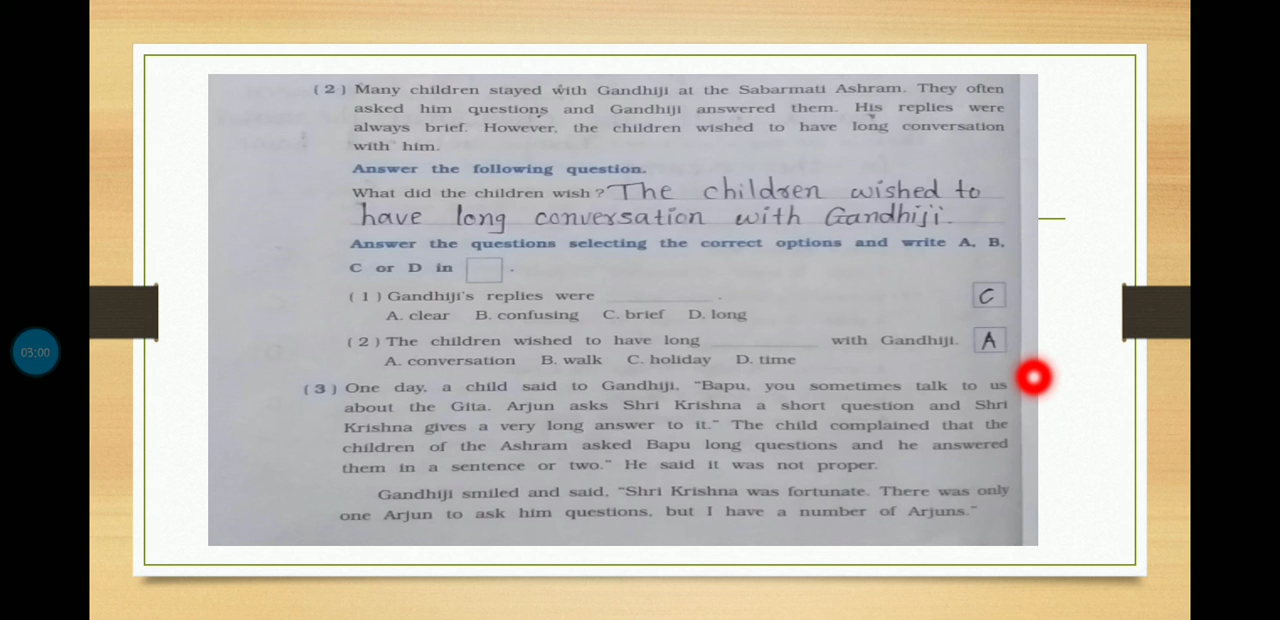 (2) Many children stayed with Gandhiji at the Sabarmati Ashram. They often
asked him questions and Gandhiji answered them. His replies were
always brief. However, the children wished to have long conversation
with him.
Answer the following question.
What did the children wish? The children wished to
have long conversation with Gandhiji.
Answer the questions selecting the correct options and write A, B,
C or D in .
(1) Gandhiji's replies were __________. C
A. clear B. confusing C. brief D. long
(2) The children wished to have long __________ with Gandhiji. A
A. conversation B. walk C. holiday D. time
03:00
(3) One day, a child said to Gandhiji, "Bapu, you sometimes talk to us
about the Gita. Arjun asks Shri Krishna a short question and Shri
Krishna gives a very long answer to it." The child complained that the
children of the Ashram asked Bapu long questions and he answered
them in a sentence or two." He said it was not proper.
Gandhiji smiled and said, "Shri Krishna was fortunate. There was only
one Arjun to ask him questions, but I have a number of Arjuns."